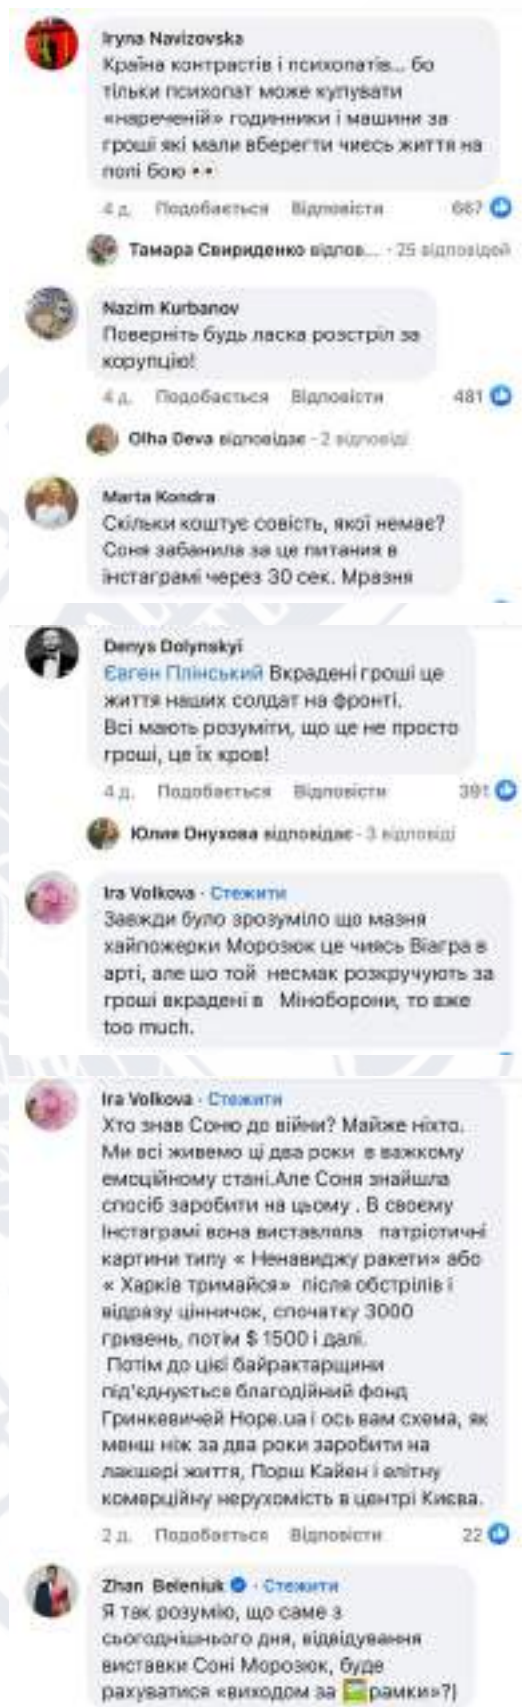 Iryna Navizovska
Країна контрастів і психопатів... бо
тільки психопат може купувати
«нареченій» годинники і машини за
гроші які мали вберегти чиєсь життя на
полі бою
4 д. Подобається Відповісти 667
Тамара Свириденко відпов... · 25 відповідей
Nazim Kurbanov
Поверніть будь ласка розстріл за
корупцію!
4 д. Подобається Відповісти 481
Olha Deva відповідає · 2 відповіді
Marta Kondra
Скільки коштує совість, якої немає?
Соня забанила за це питання в
інстаграмі через 30 сек. Мразня
Denys Dolynskyi
Євген Плінський Вкрадені гроші це
життя наших солдат на фронті.
Всі мають розуміти, що це не просто
гроші, це їх кров!
4 д. Подобається Відповісти 391
Юлия Онухова відповідає · 3 відповіді
Ira Volkova · Стежити
Завжди було зрозуміло що мазня
хайпожерки Морозюк це чиясь Віагра в
арті, але шо той несмак розкручують за
гроші вкрадені в Міноборони, то вже
too much.
Ira Volkova · Стежити
Хто знав Соню до війни? Майже ніхто.
Ми всі живемо ці два роки в важкому
емоційному стані.Але Соня знайшла
спосіб заробити на цьому . В своєму
Інстаграмі вона виставляла патріотичні
картини типу « Ненавиджу ракети» або
« Харків тримайся» після обстрілів і
відразу цінничок, спочатку 3000
гривень, потім $ 1500 і далі.
Потім до цієї байрактарщини
під'єднується благодійний фонд
Гринкевичей Hope.ua і ось вам схема, як
менш ніж за два роки заробити на
лакшері життя, Порш Кайен і елітну
комерційну нерухомість в центрі Києва.
2 д. Подобається Відповісти 22
Zhan Beleniuk · Стежити
Я так розумію, що саме з
сьогоднішнього дня, відвідування
виставки Соні Морозюк, буде
рахуватися «виходом за рамки»?)